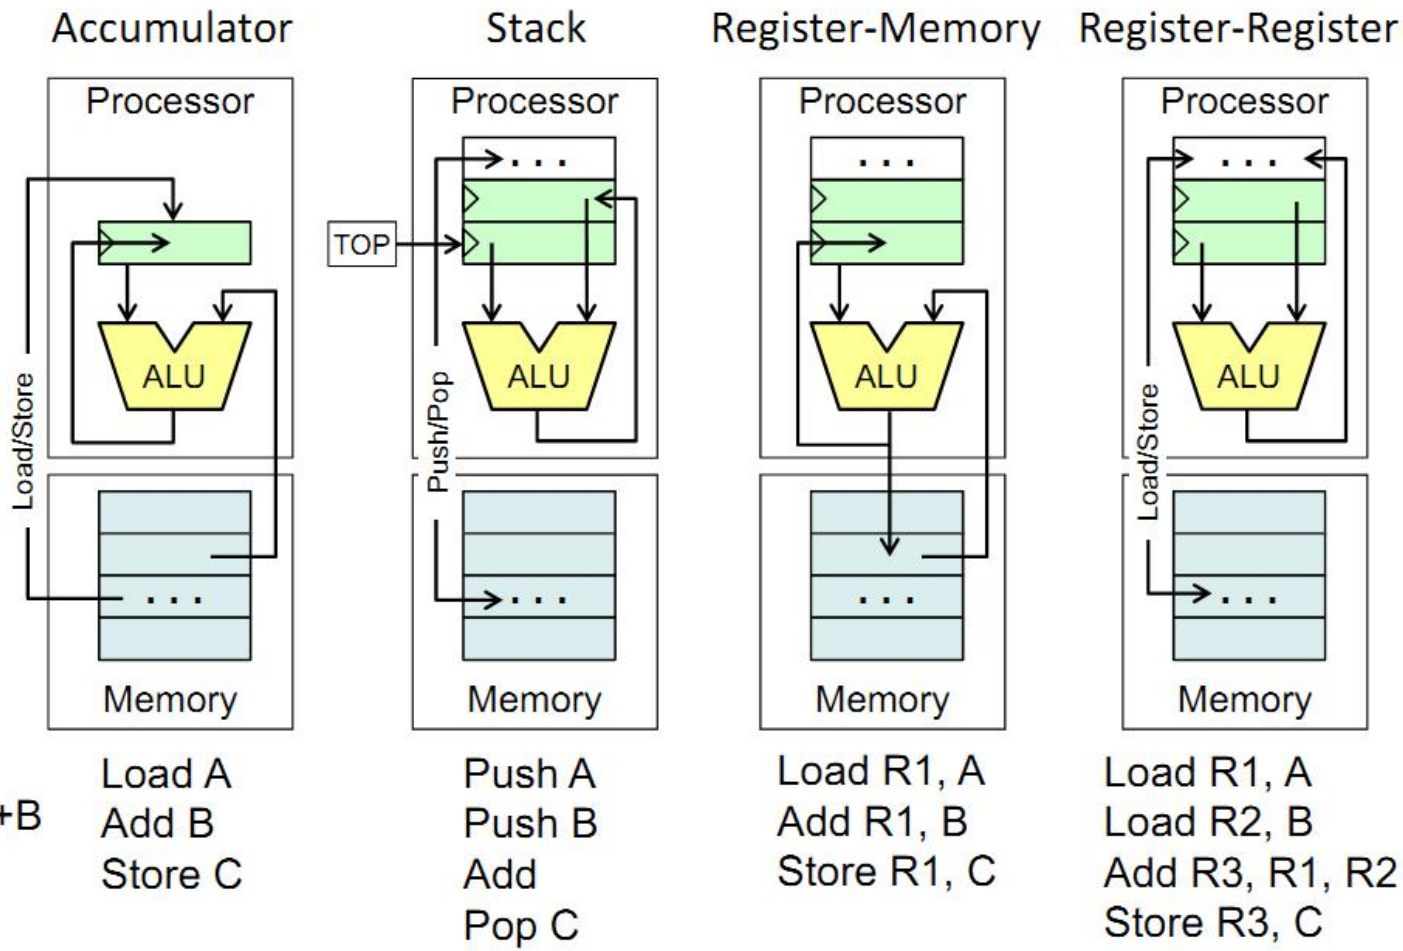 Accumulator
Processor
ALU
Load/Store
Memory
Load A
Add B
Store C
+B
Stack
Processor
. . .
TOP
ALU
Push/Pop
. . .
Memory
Push A
Push B
Add
Pop C
Register-Memory
Processor
. . .
ALU
. . .
Memory
Load R1, A
Add R1, B
Store R1, C
Register-Register
Processor
. . .
ALU
Load/Store
. . .
Memory
Load R1, A
Load R2, B
Add R3, R1, R2
Store R3, C